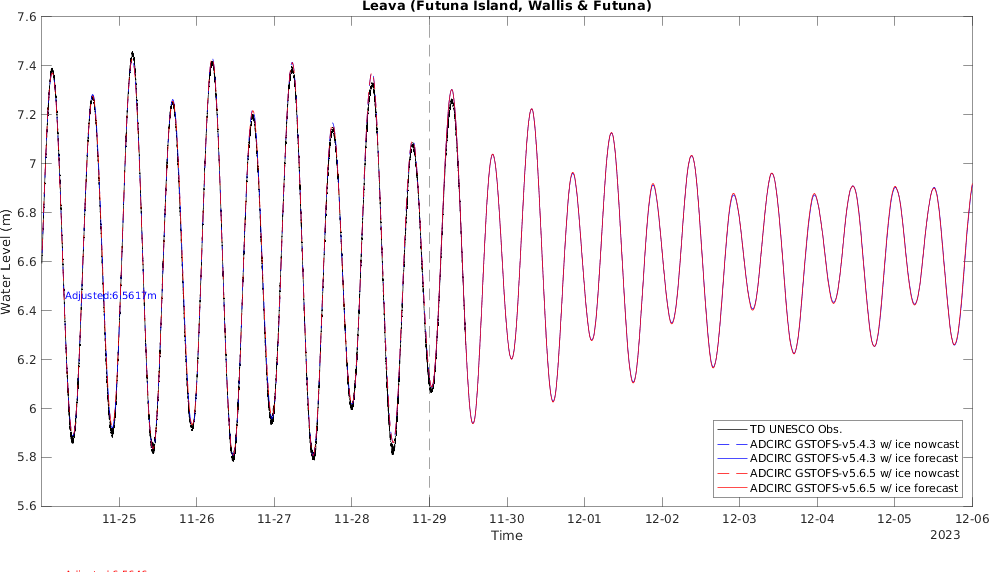 Leava (Futuna Island, Wallis & Futuna)
7.6
7.4
7.2
7
6.8
6.6
6.4
6.2
6
5.8
5.6
Water Level (m)
Adjusted:6.5617m
TD UNESCO Obs.
ADCIRC GSTOFS-v5.4.3 w/ ice nowcast
ADCIRC GSTOFS-v5.4.3 w/ ice forecast
ADCIRC GSTOFS-v5.6.5 w/ ice nowcast
ADCIRC GSTOFS-v5.6.5 w/ ice forecast
11-25 11-26 11-27 11-28 11-29 11-30 12-01 12-02 12-03 12-04 12-05 12-06
Time
2023